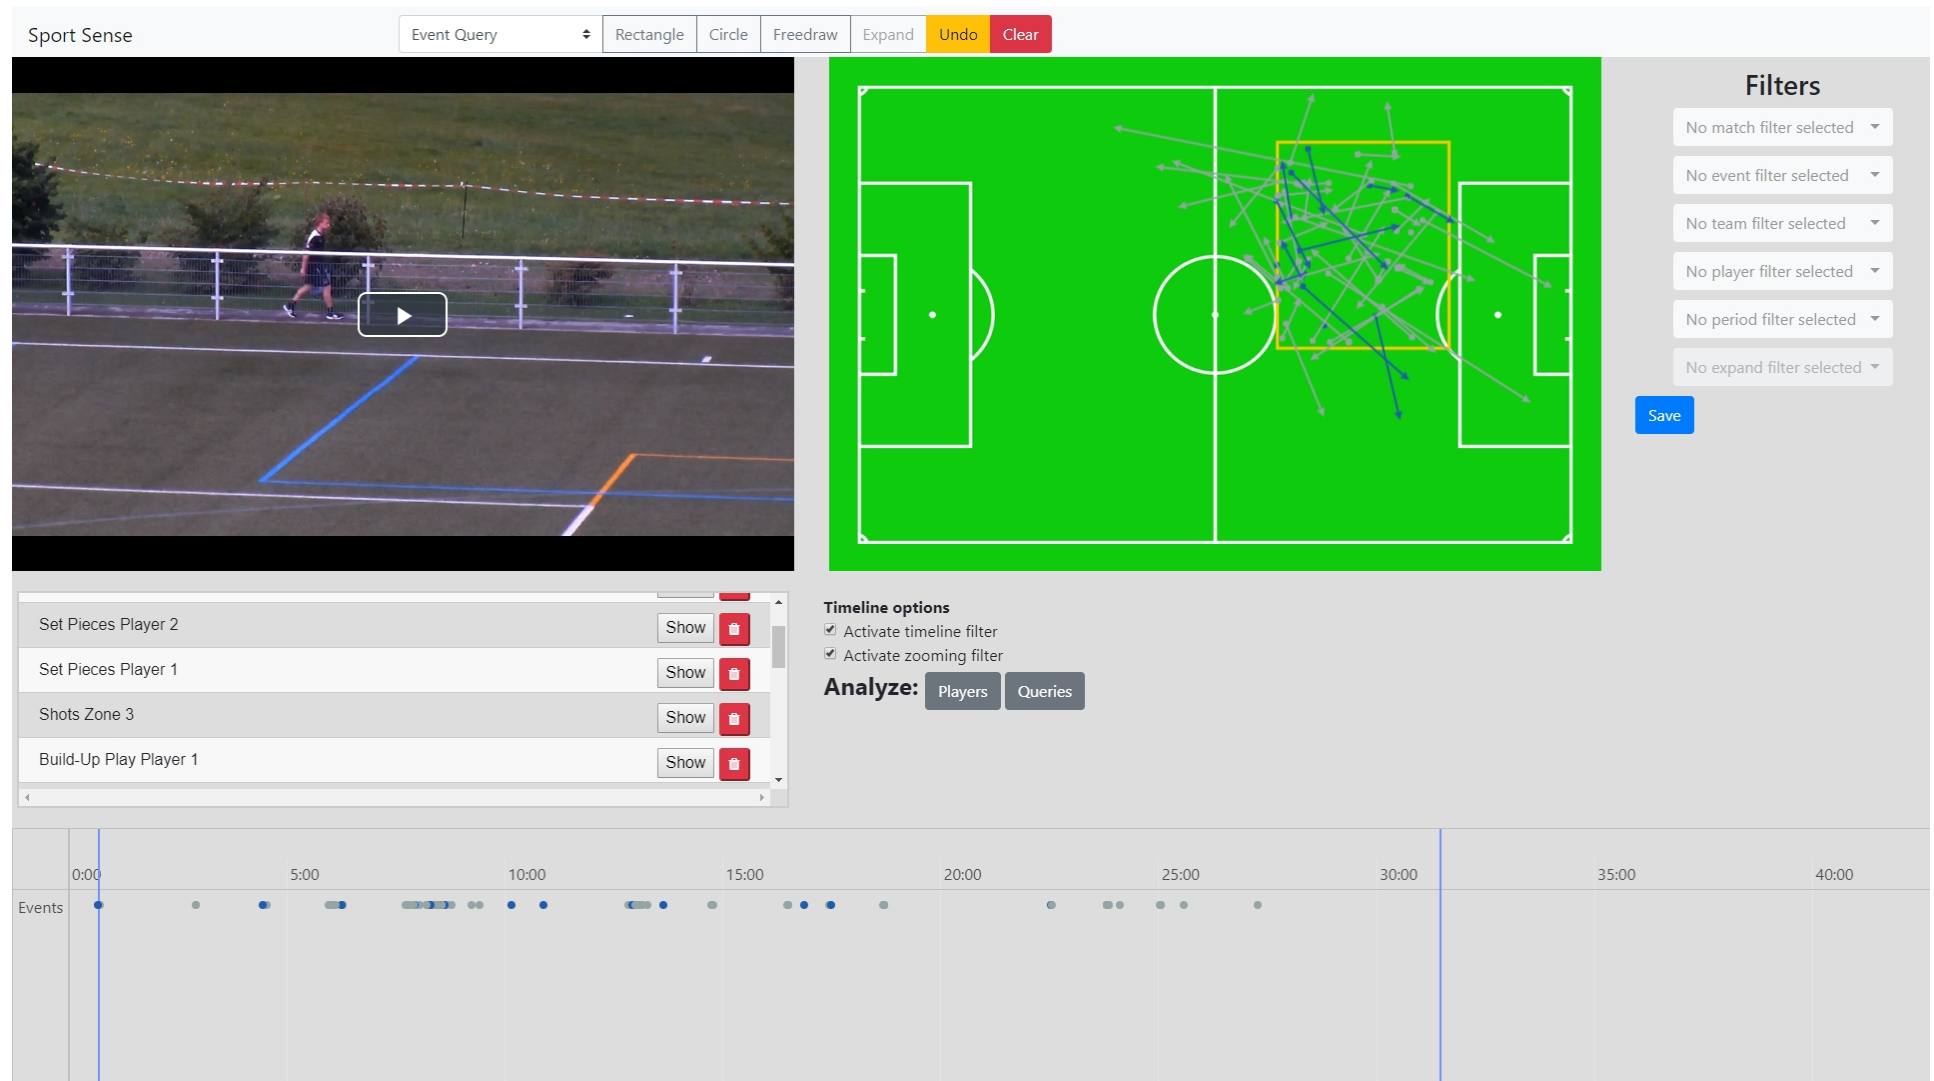 Sport Sense
Event Query
Rectangle
Circle
Freedraw
Expand
Undo
Clear
Filters
No match filter selected
No event filter selected
No team filter selected
No player filter selected
No period filter selected
No expand filter selected
Save
Set Pieces Player 2 Show
Set Pieces Player 1 Show
Shots Zone 3 Show
Build-Up Play Player 1 Show
Timeline options
Activate timeline filter
Activate zooming filter
Analyze: Players Queries
0:00 5:00 10:00 15:00 20:00 25:00 30:00 35:00 40:00
Events